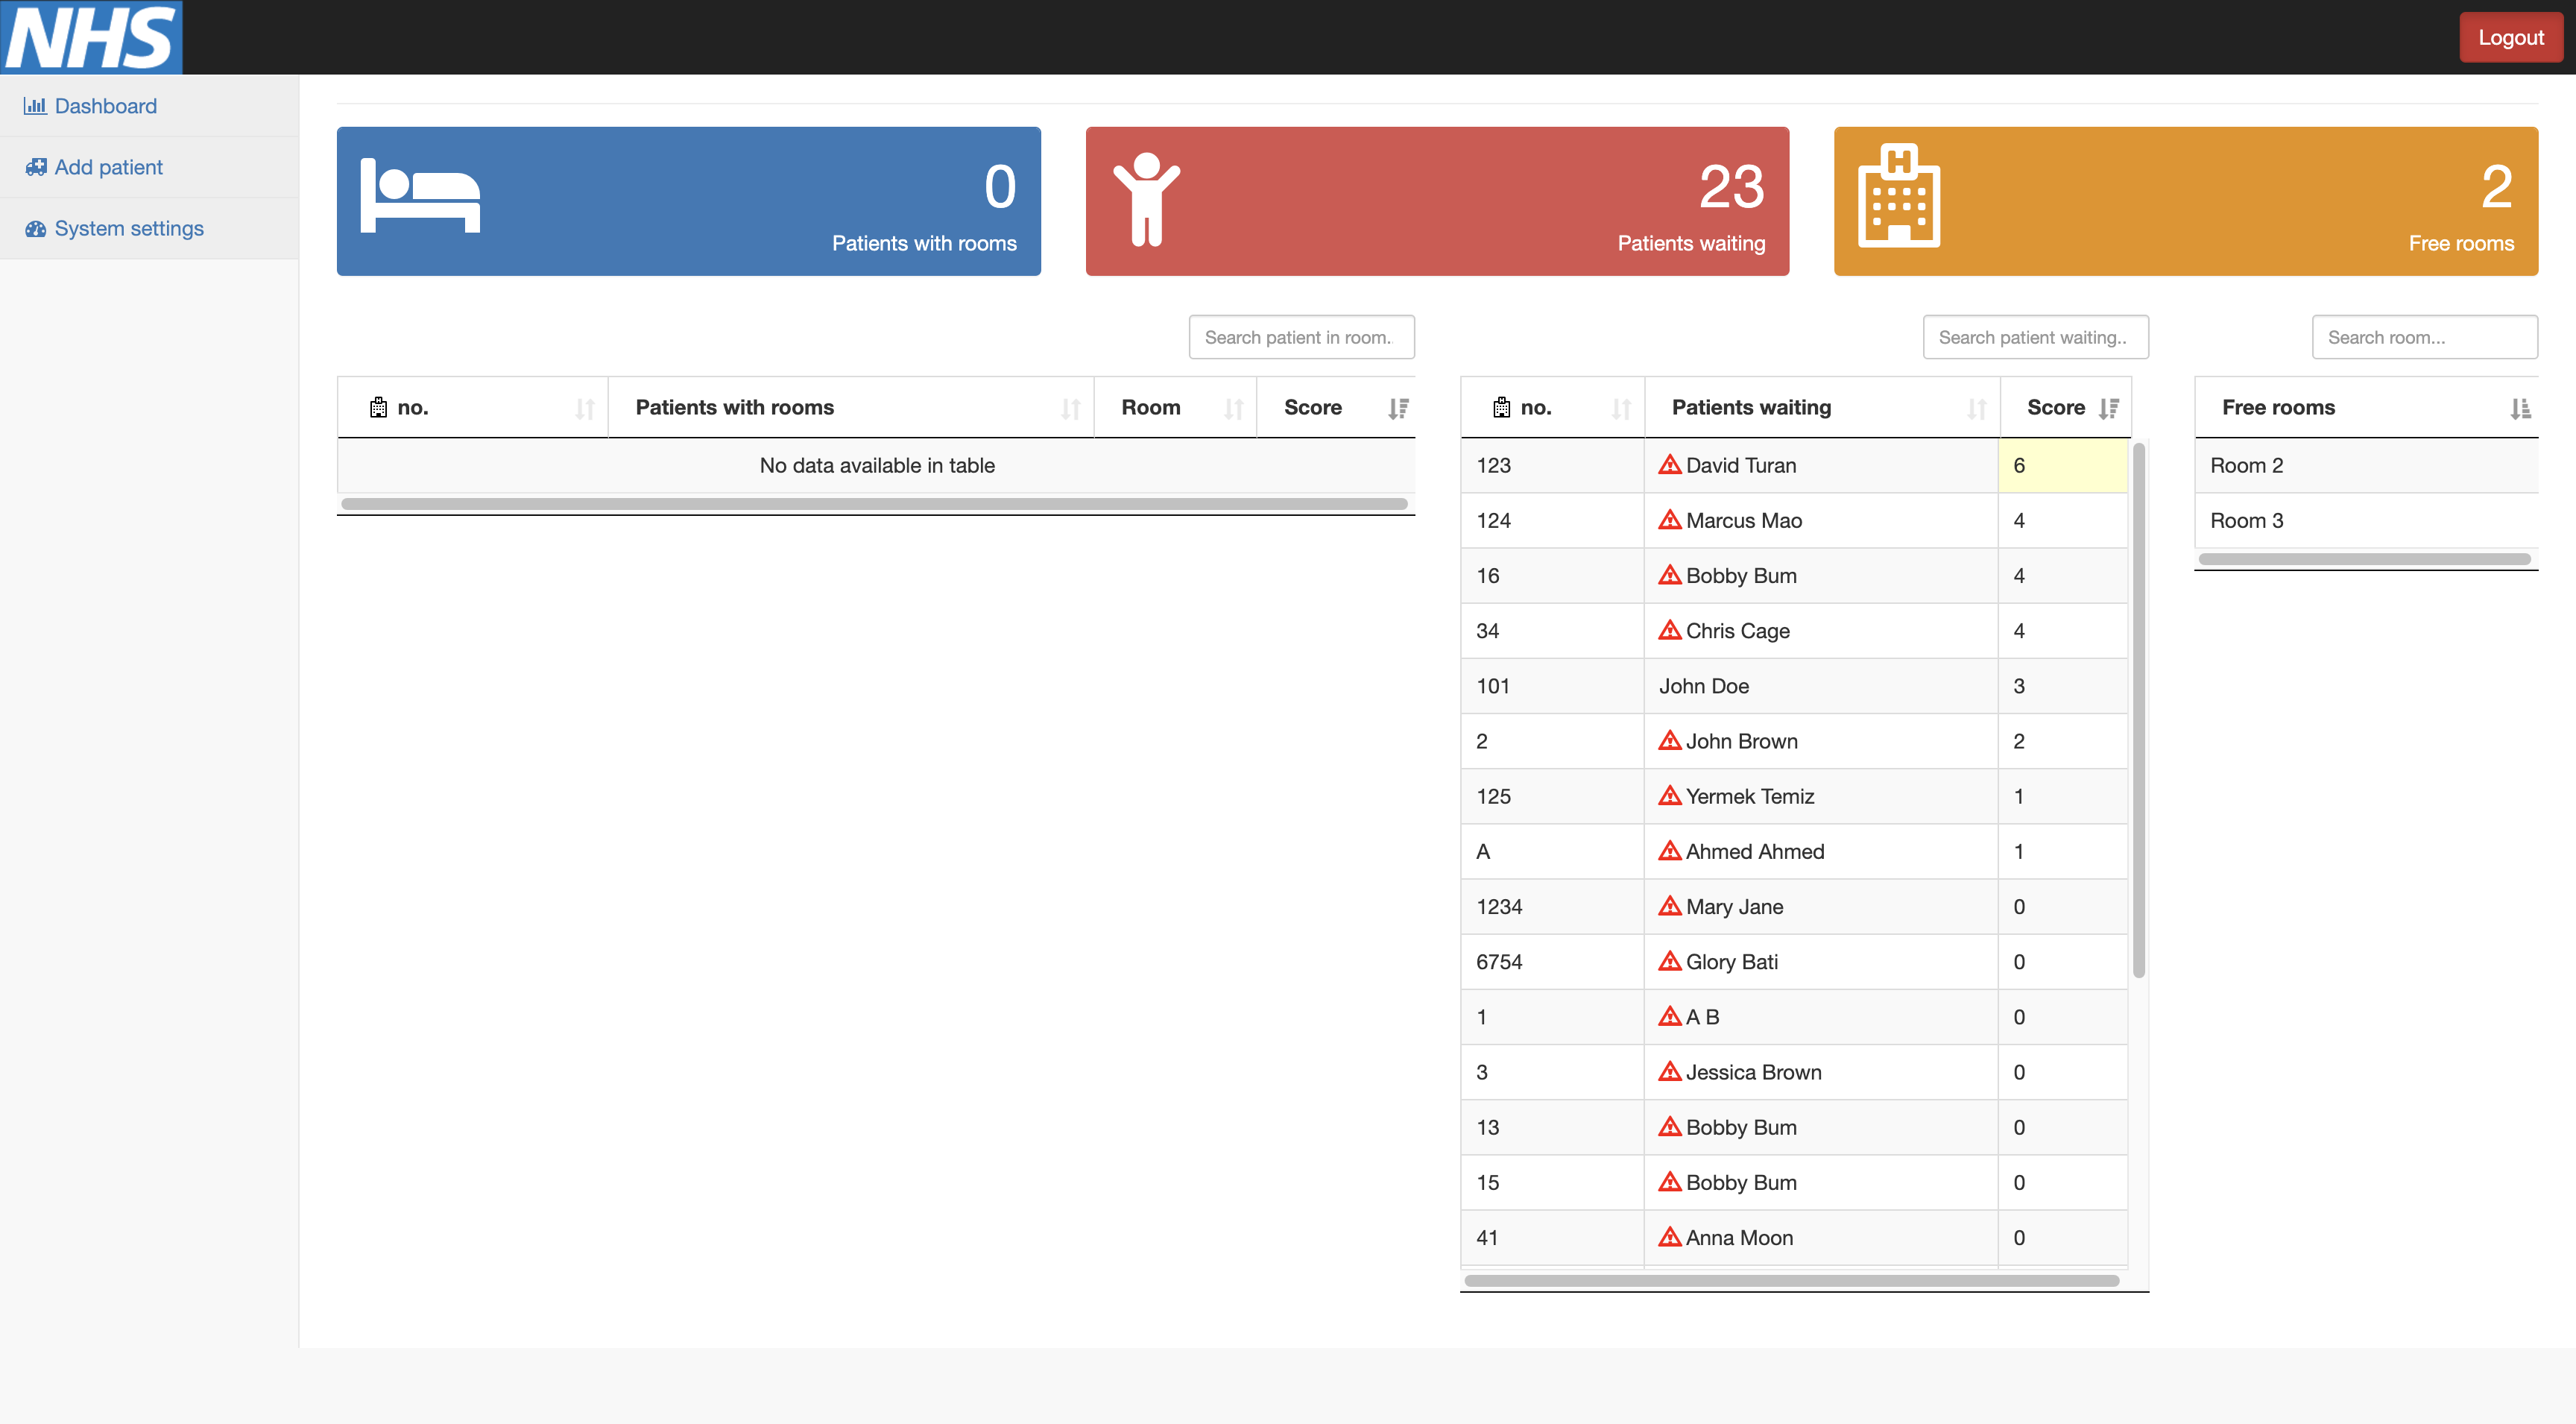 NHS
Logout
Dashboard
Add patient
System settings
0
Patients with rooms
23
Patients waiting
H
2
Free rooms
Search patient in room.
Search patient waiting..
Search room...
no. Patients with rooms Room Score
No data available in table
no. Patients waiting Score
123 David Turan 6
124 Marcus Mao 4
16 Bobby Bum 4
34 Chris Cage 4
101 John Doe 3
2 John Brown 2
125 Yermek Temiz 1
A Ahmed Ahmed 1
1234 Mary Jane 0
6754 Glory Bati 0
1 A B 0
3 Jessica Brown 0
13 Bobby Bum 0
15 Bobby Bum 0
41 Anna Moon 0
Free rooms
Room 2
Room 3